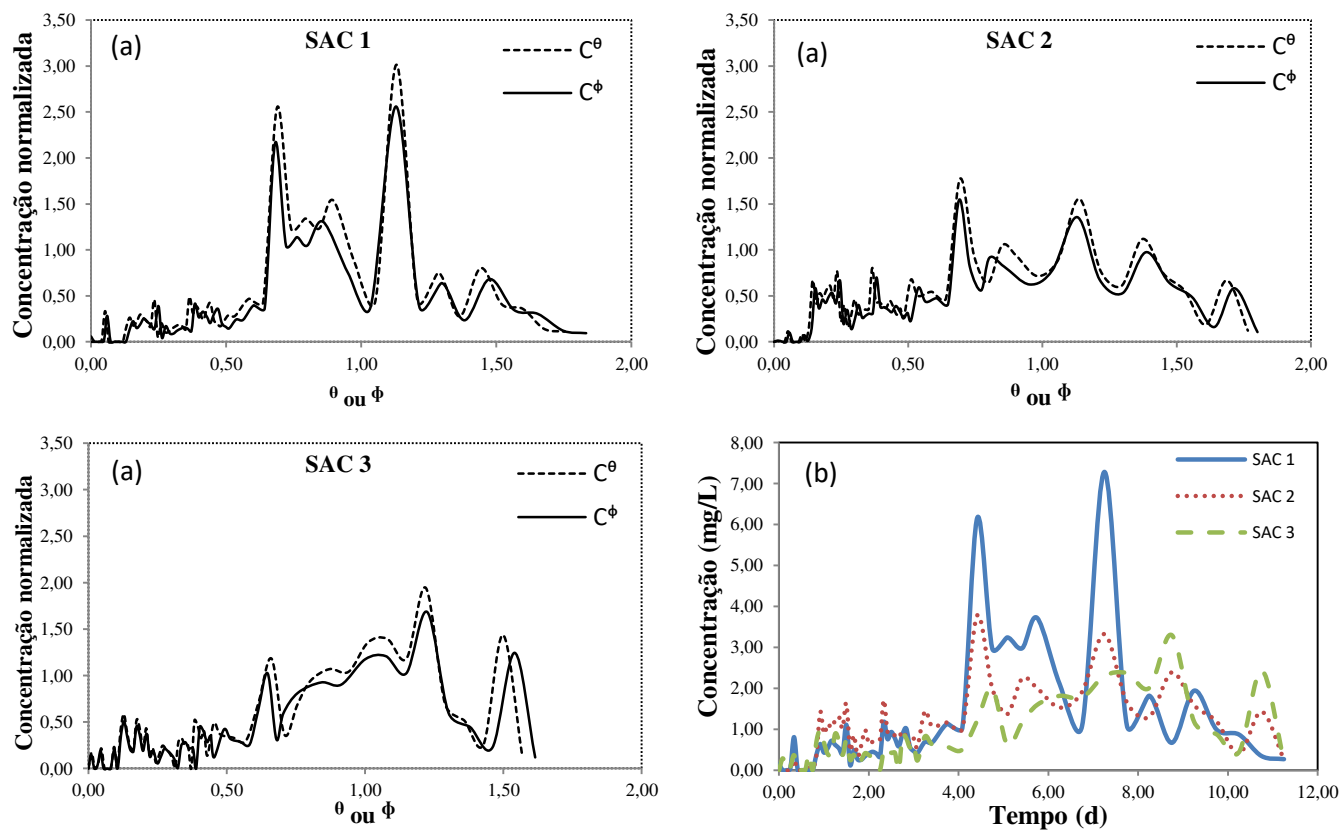 (a)
SAC 1
C^θ
C^ϕ
Concentração normalizada
3,50
3,00
2,50
2,00
1,50
1,00
0,50
0,00
0,00 0,50 1,00 1,50 2,00
θ ou ϕ
(a)
SAC 2
C^θ
C^ϕ
Concentração normalizada
3,50
3,00
2,50
2,00
1,50
1,00
0,50
0,00
0,00 0,50 1,00 1,50 2,00
θ ou ϕ
(a)
SAC 3
C^θ
C^ϕ
Concentração normalizada
3,50
3,00
2,50
2,00
1,50
1,00
0,50
0,00
0,00 0,50 1,00 1,50 2,00
θ ou ϕ
(b)
SAC 1
SAC 2
SAC 3
Concentração (mg/L)
8,00
7,00
6,00
5,00
4,00
3,00
2,00
1,00
0,00
0,00 2,00 4,00 6,00 8,00 10,00 12,00
Tempo (d)